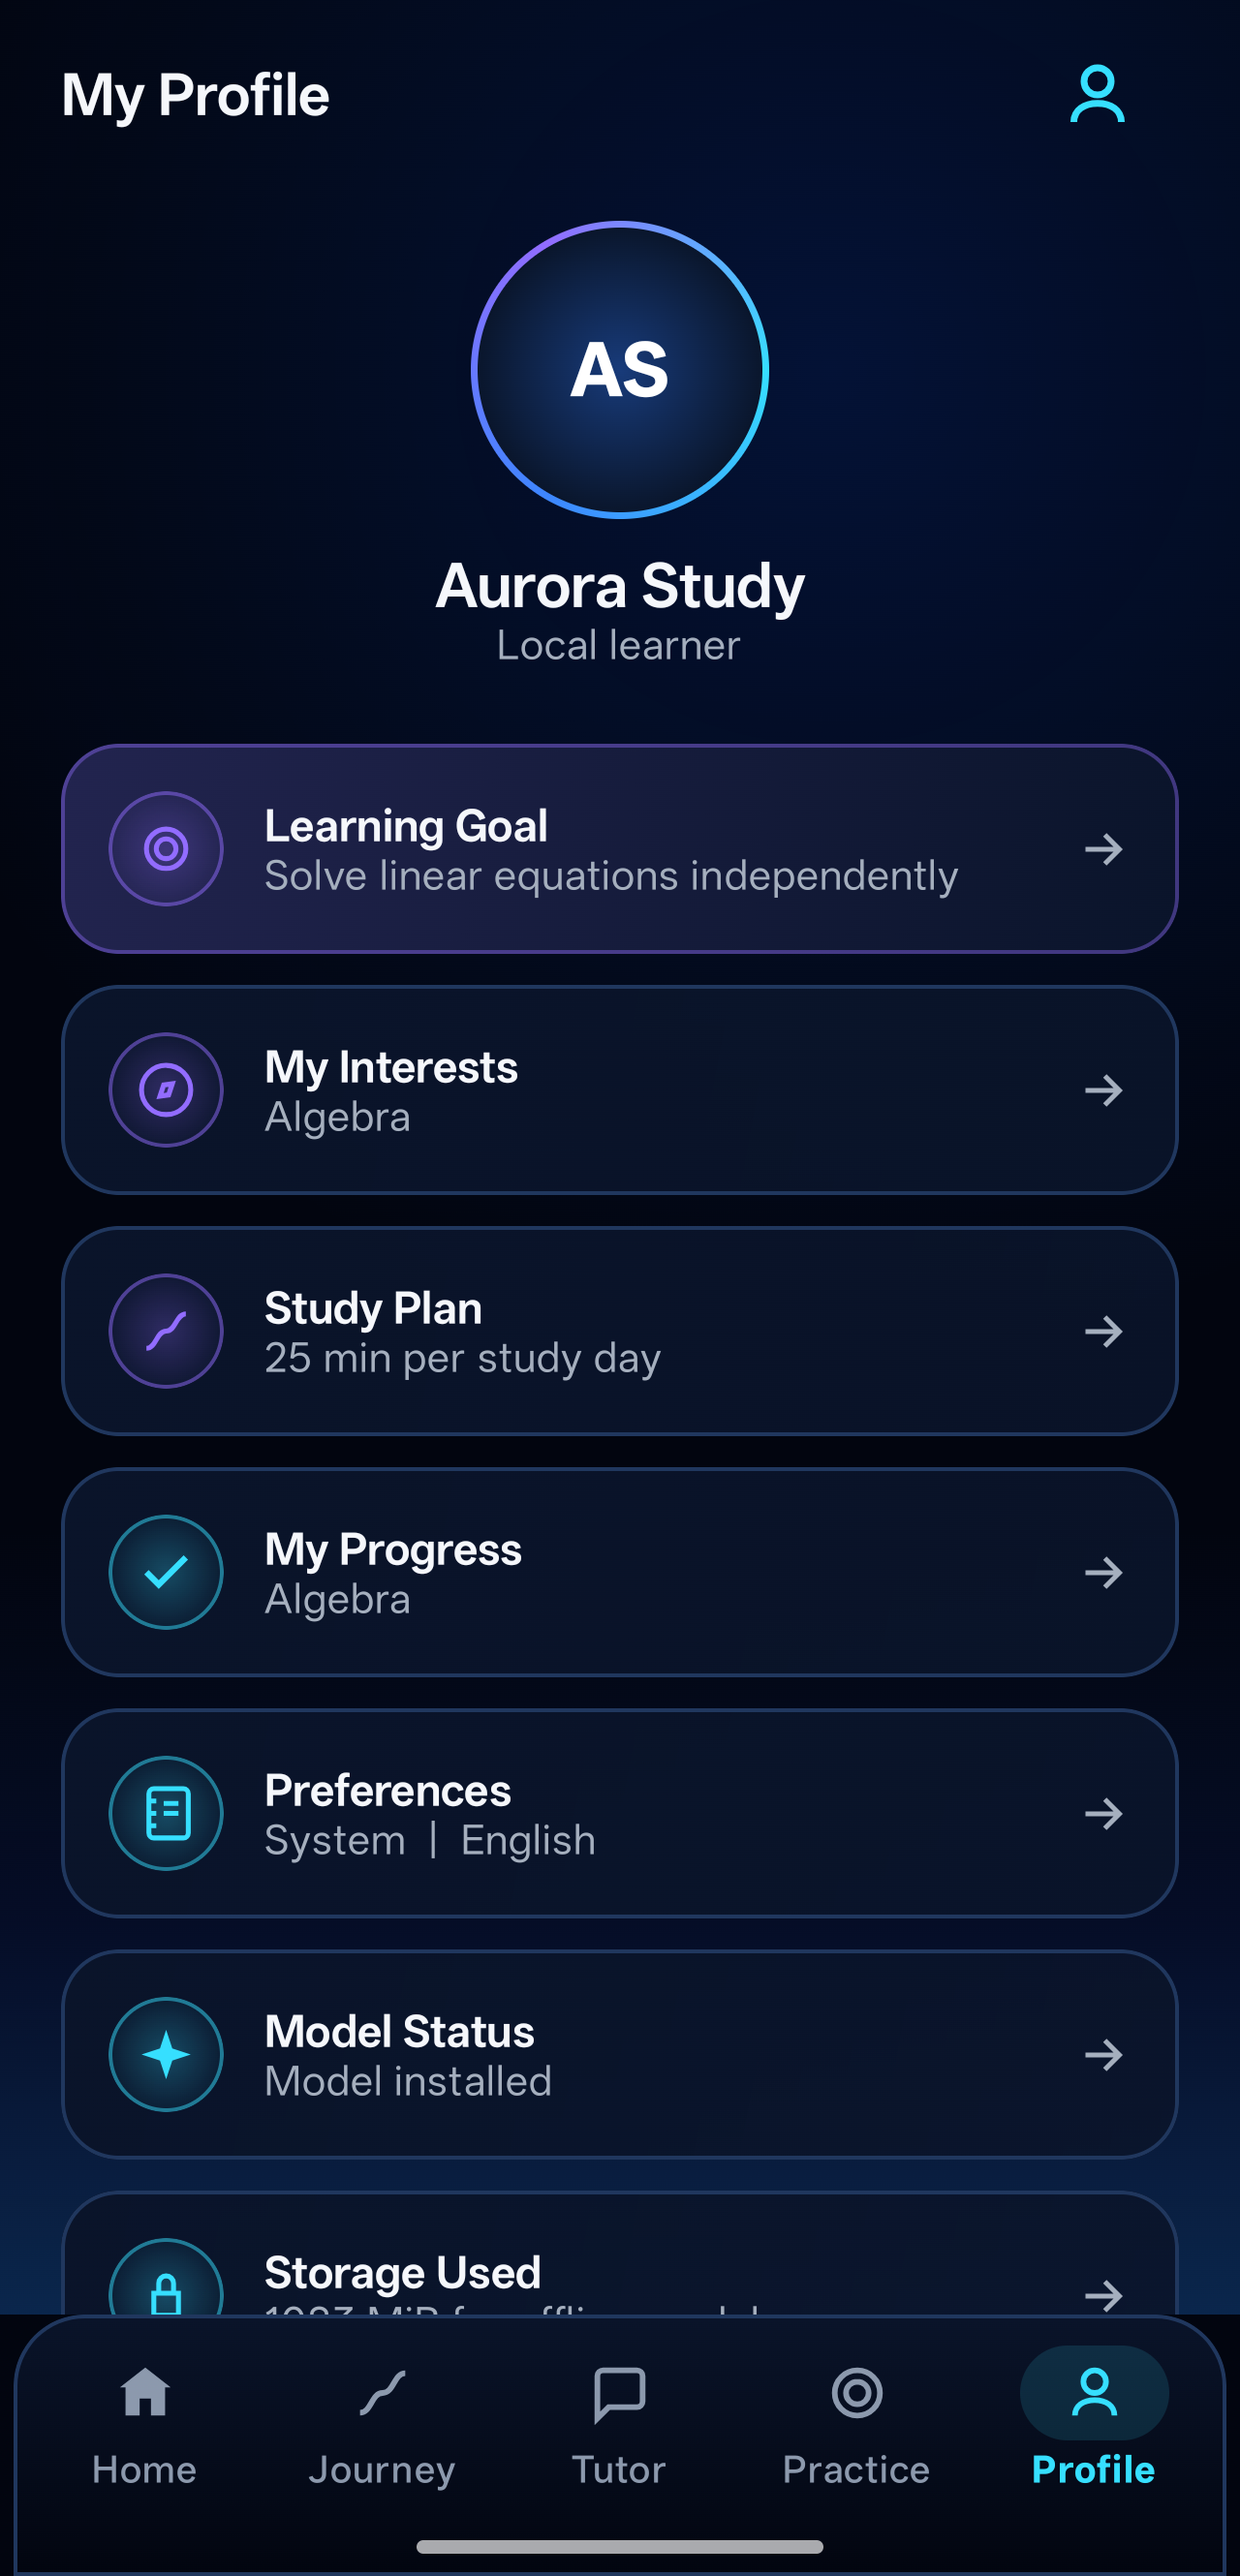 My Profile
AS
Aurora Study
Local learner
Learning Goal
Solve linear equations independently
My Interests
Algebra
Study Plan
25 min per study day
My Progress
Algebra
Preferences
System | English
Model Status
Model installed
Storage Used
Home
Journey
Tutor
Practice
Profile